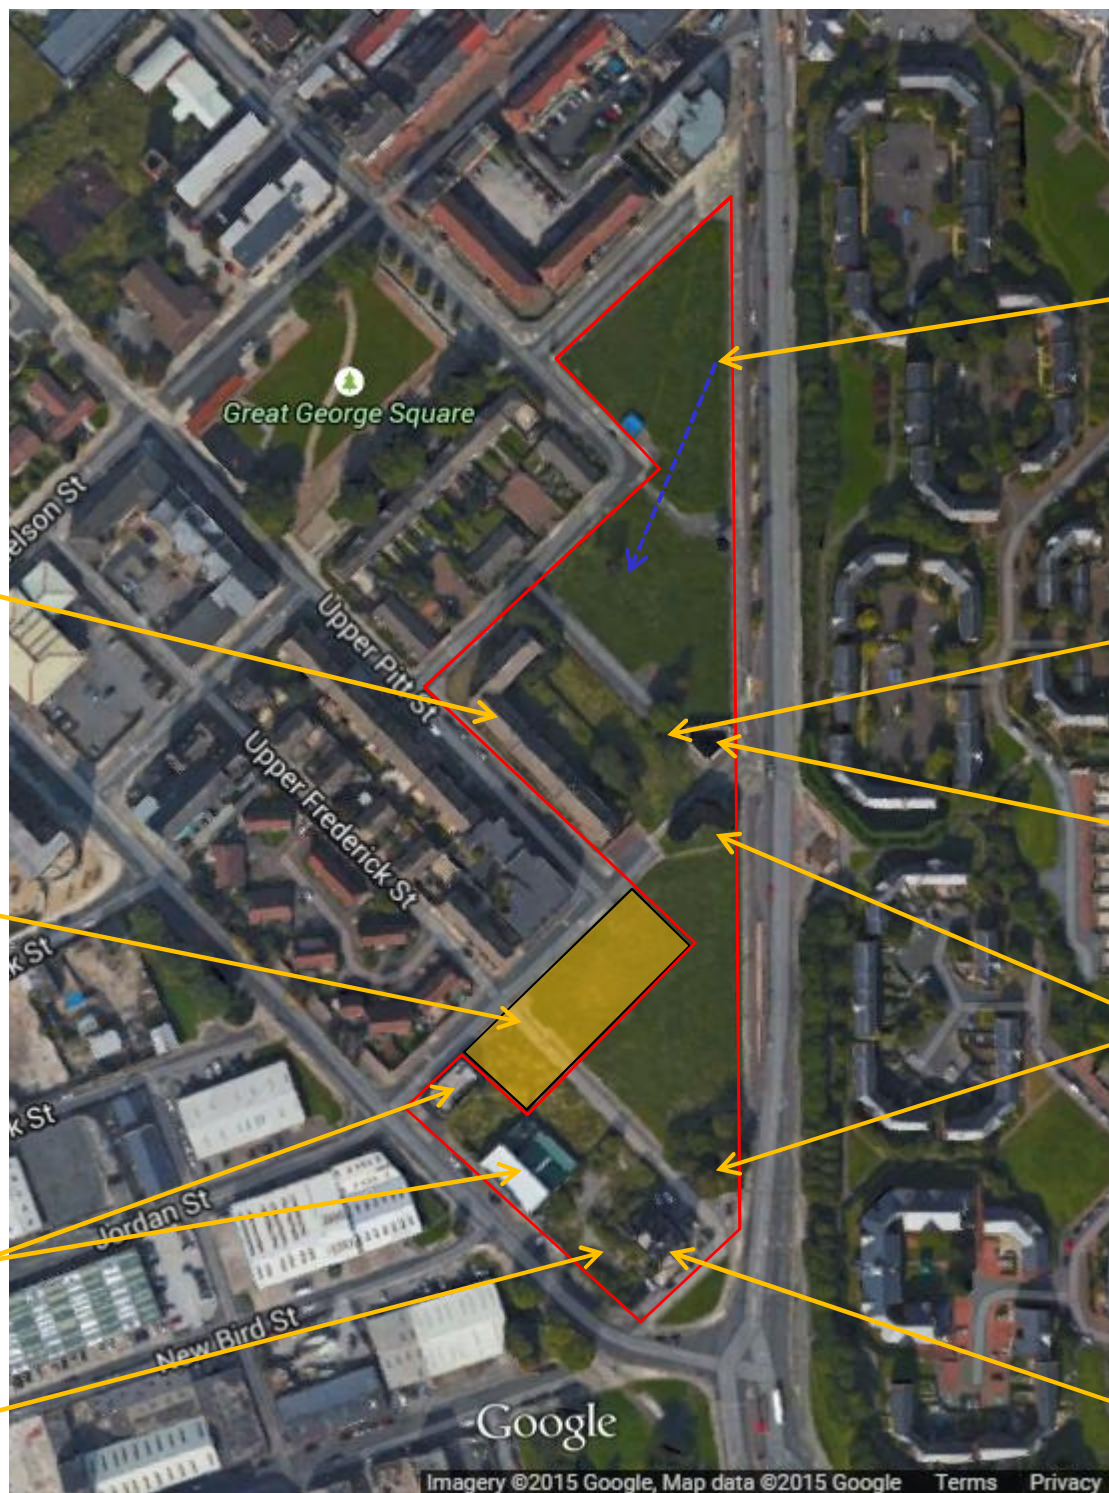 Great George Square
elson St
Upper Pitt St
Upper Frederick St
k St
k St
Jordan St
New Bird St
Google
Imagery ©2015 Google, Map data ©2015 Google Terms Privacy